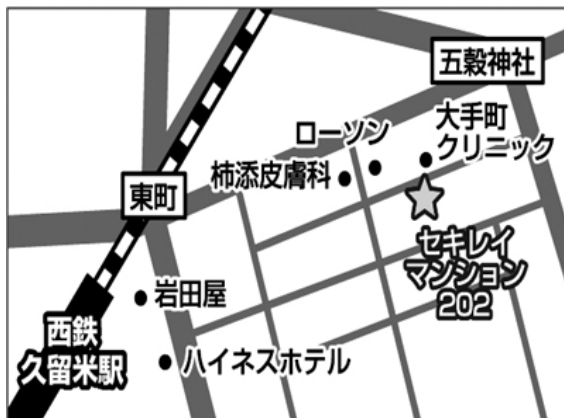 五穀神社
大手町
クリニック
ローソン
柿添皮膚科
東町
セキレイ
マンション
202
岩田屋
西鉄
久留米駅
ハイネスホテル